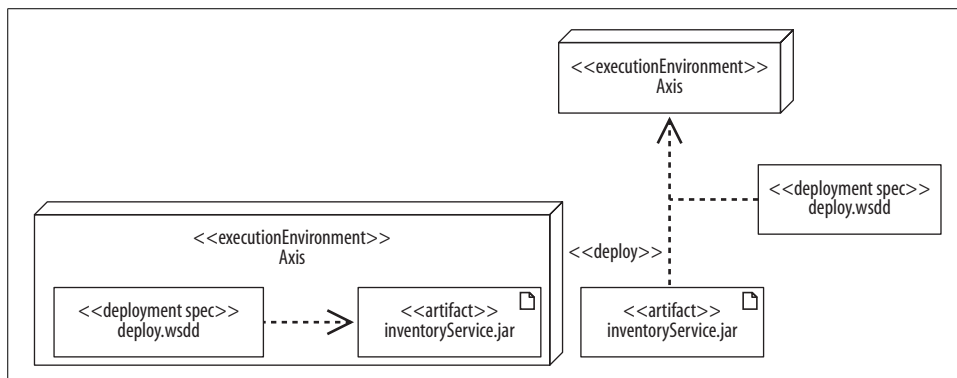 <<executionEnvironment>>
Axis
<<deployment spec>>
deploy.wsdd
<<artifact>>
inventoryService.jar
<<executionEnvironment>>
Axis
<<deployment spec>>
deploy.wsdd
<<deploy>>
<<artifact>>
inventoryService.jar